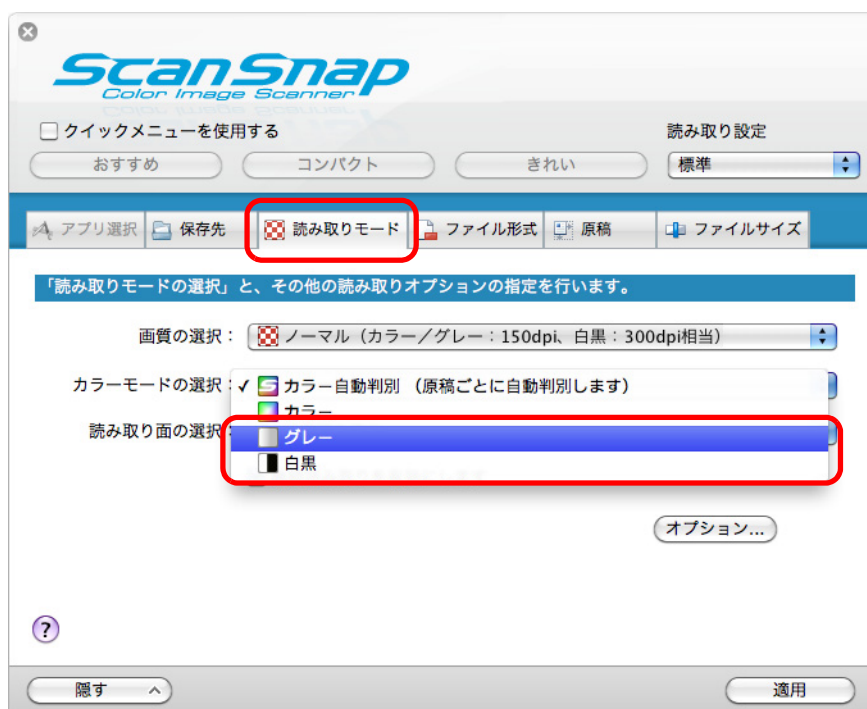 ScanSnap
Color Image Scanner
クイックメニューを使用する
読み取り設定
おすすめ
コンパクト
きれい
標準
アプリ選択
保存先
読み取りモード
ファイル形式
原稿
ファイルサイズ
「読み取りモードの選択」と、その他の読み取りオプションの指定を行います。
画質の選択：
ノーマル（カラー／グレー：150dpi、白黒：300dpi相当）
カラーモードの選択：
✓ カラー自動判別 （原稿ごとに自動判別します）
カラー
読み取り面の選択：
グレー
白黒
オプション...
?
隠す
適用